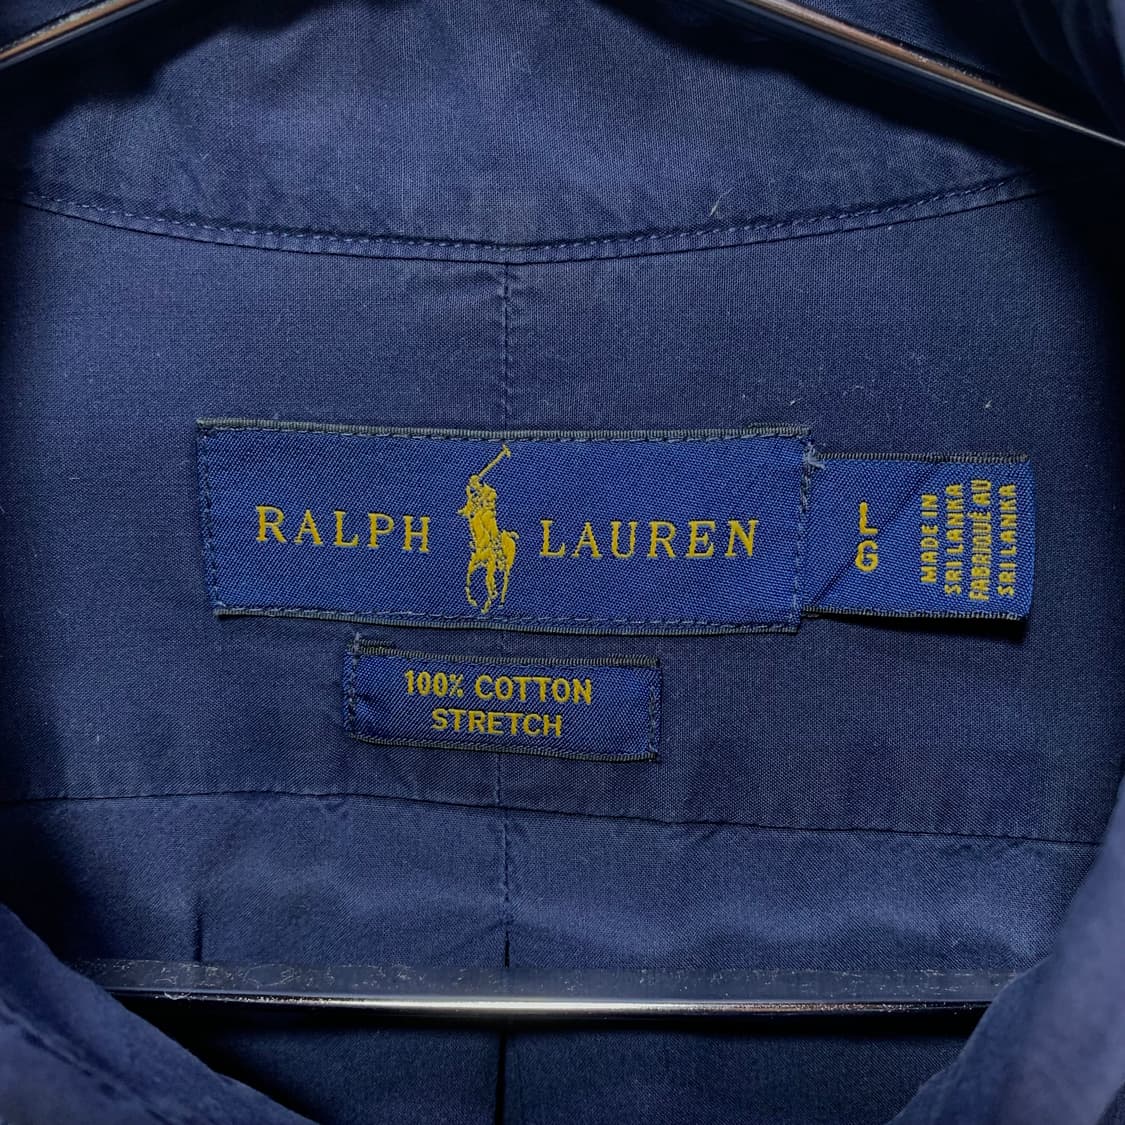 RALPH LAUREN
L
G
MADE IN
SRI LANKA
FABRIQUÉ AU
SRI LANKA
100% COTTON
STRETCH